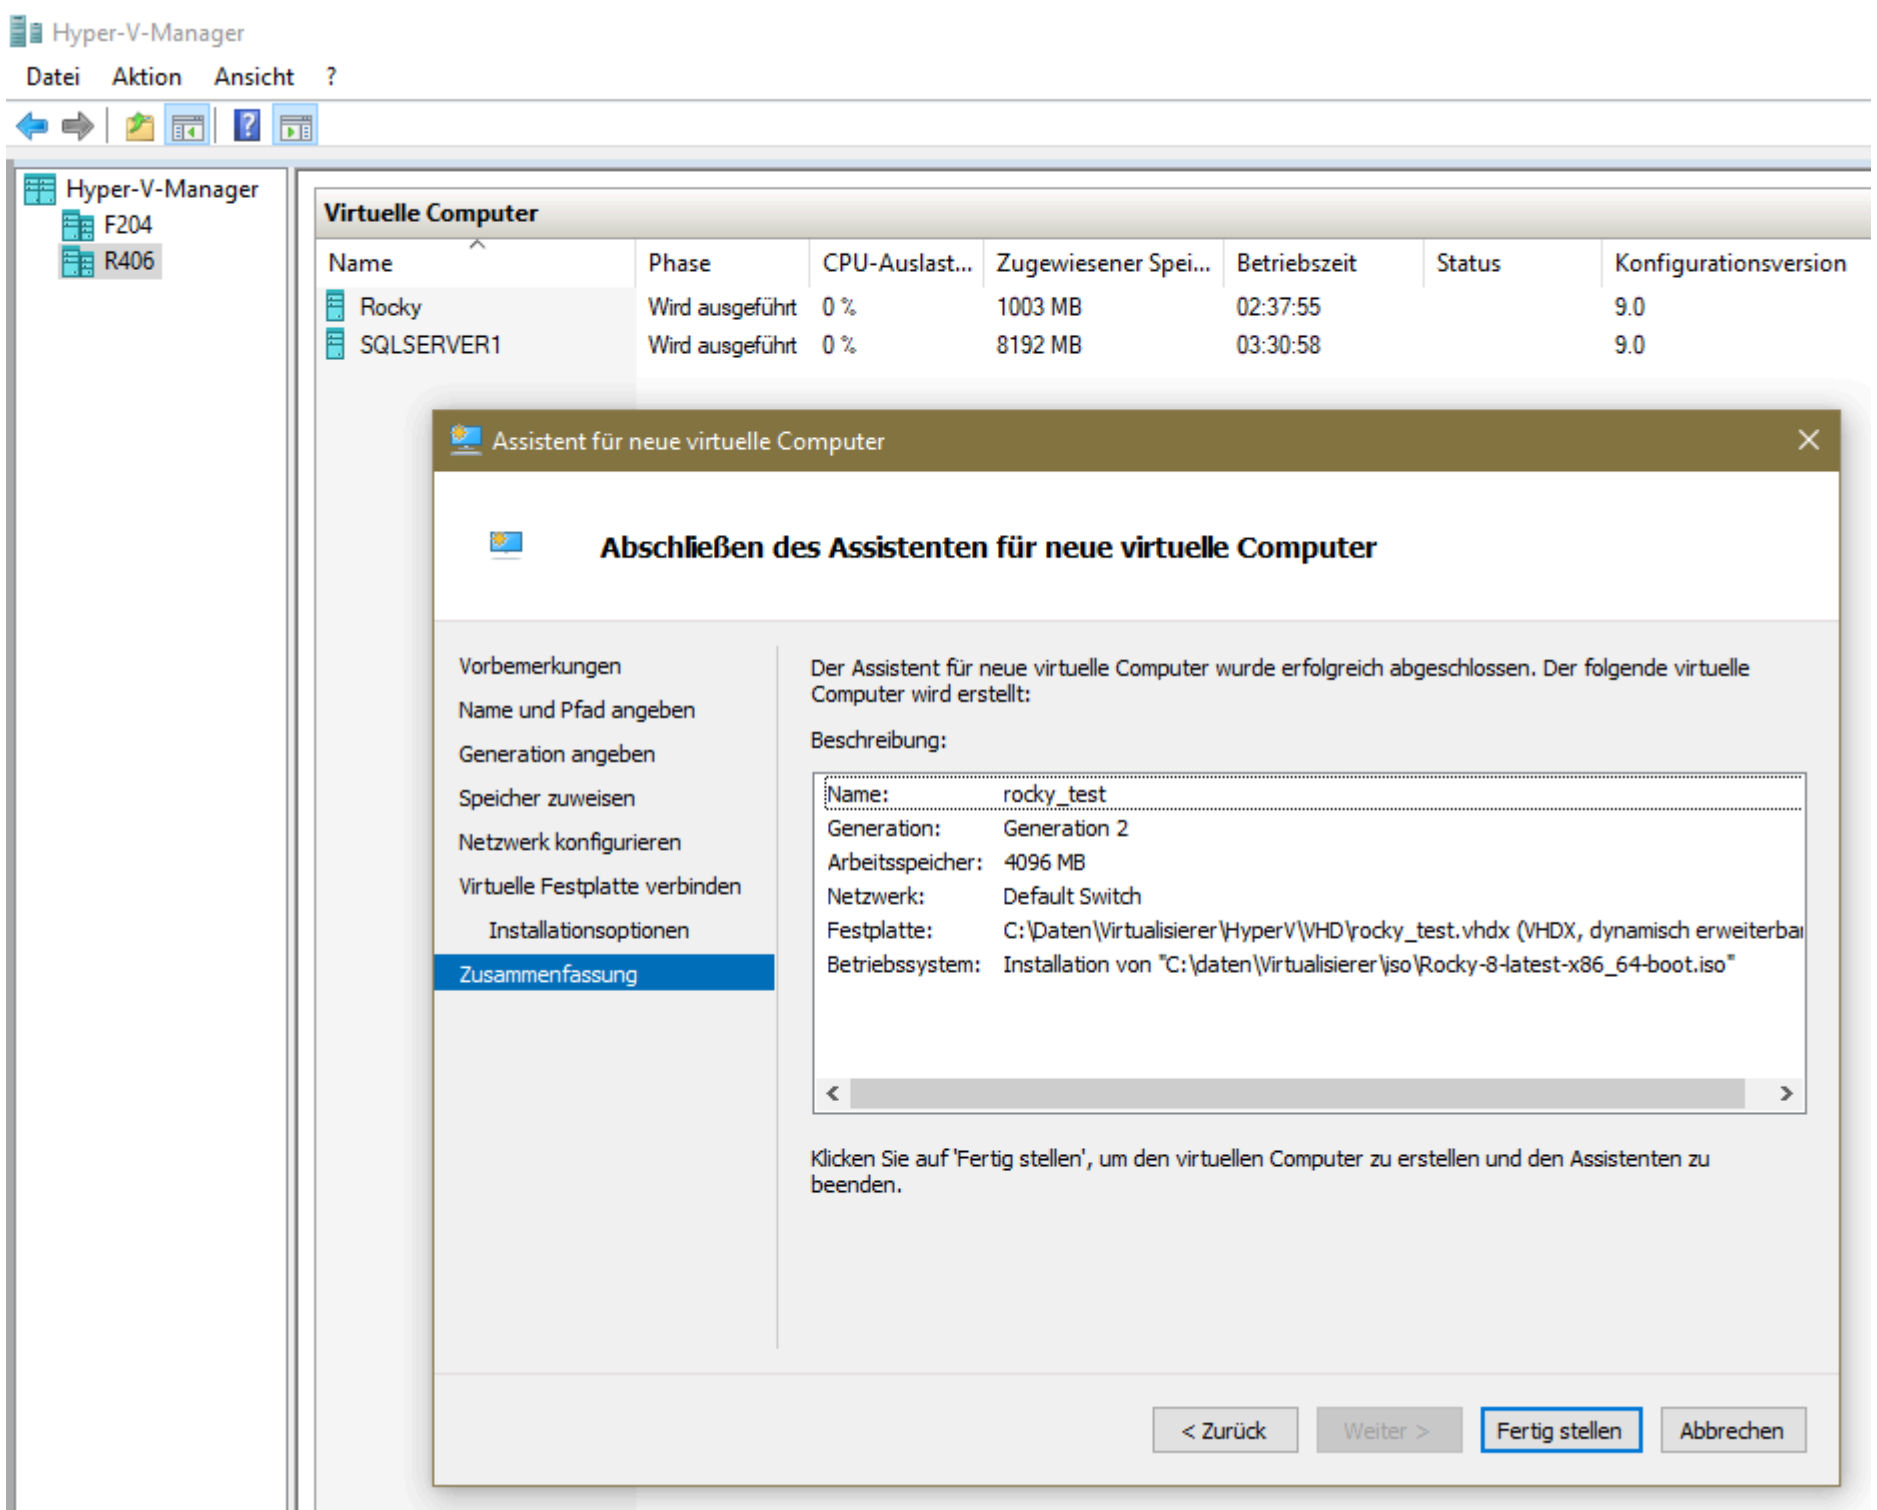 Hyper-V-Manager
Datei Aktion Ansicht ?
Hyper-V-Manager
F204
R406
Virtuelle Computer
Name Phase CPU-Auslast... Zugewiesener Spei... Betriebszeit Status Konfigurationsversion
Rocky Wird ausgeführt 0 % 1003 MB 02:37:55 9.0
SQLSERVER1 Wird ausgeführt 0 % 8192 MB 03:30:58 9.0
Assistent für neue virtuelle Computer
Abschließen des Assistenten für neue virtuelle Computer
Vorbemerkungen
Name und Pfad angeben
Generation angeben
Speicher zuweisen
Netzwerk konfigurieren
Virtuelle Festplatte verbinden
Installationsoptionen
Zusammenfassung
Der Assistent für neue virtuelle Computer wurde erfolgreich abgeschlossen. Der folgende virtuelle
Computer wird erstellt:
Beschreibung:
Name: rocky_test
Generation: Generation 2
Arbeitsspeicher: 4096 MB
Netzwerk: Default Switch
Festplatte: C:\Daten\Virtualisierer\HyperV\VHD\rocky_test.vhdx (VHDX, dynamisch erweiterbar
Betriebssystem: Installation von "C:\daten\Virtualisierer\iso\Rocky-8-latest-x86_64-boot.iso"
Klicken Sie auf 'Fertig stellen', um den virtuellen Computer zu erstellen und den Assistenten zu
beenden.
< Zurück Weiter > Fertig stellen Abbrechen